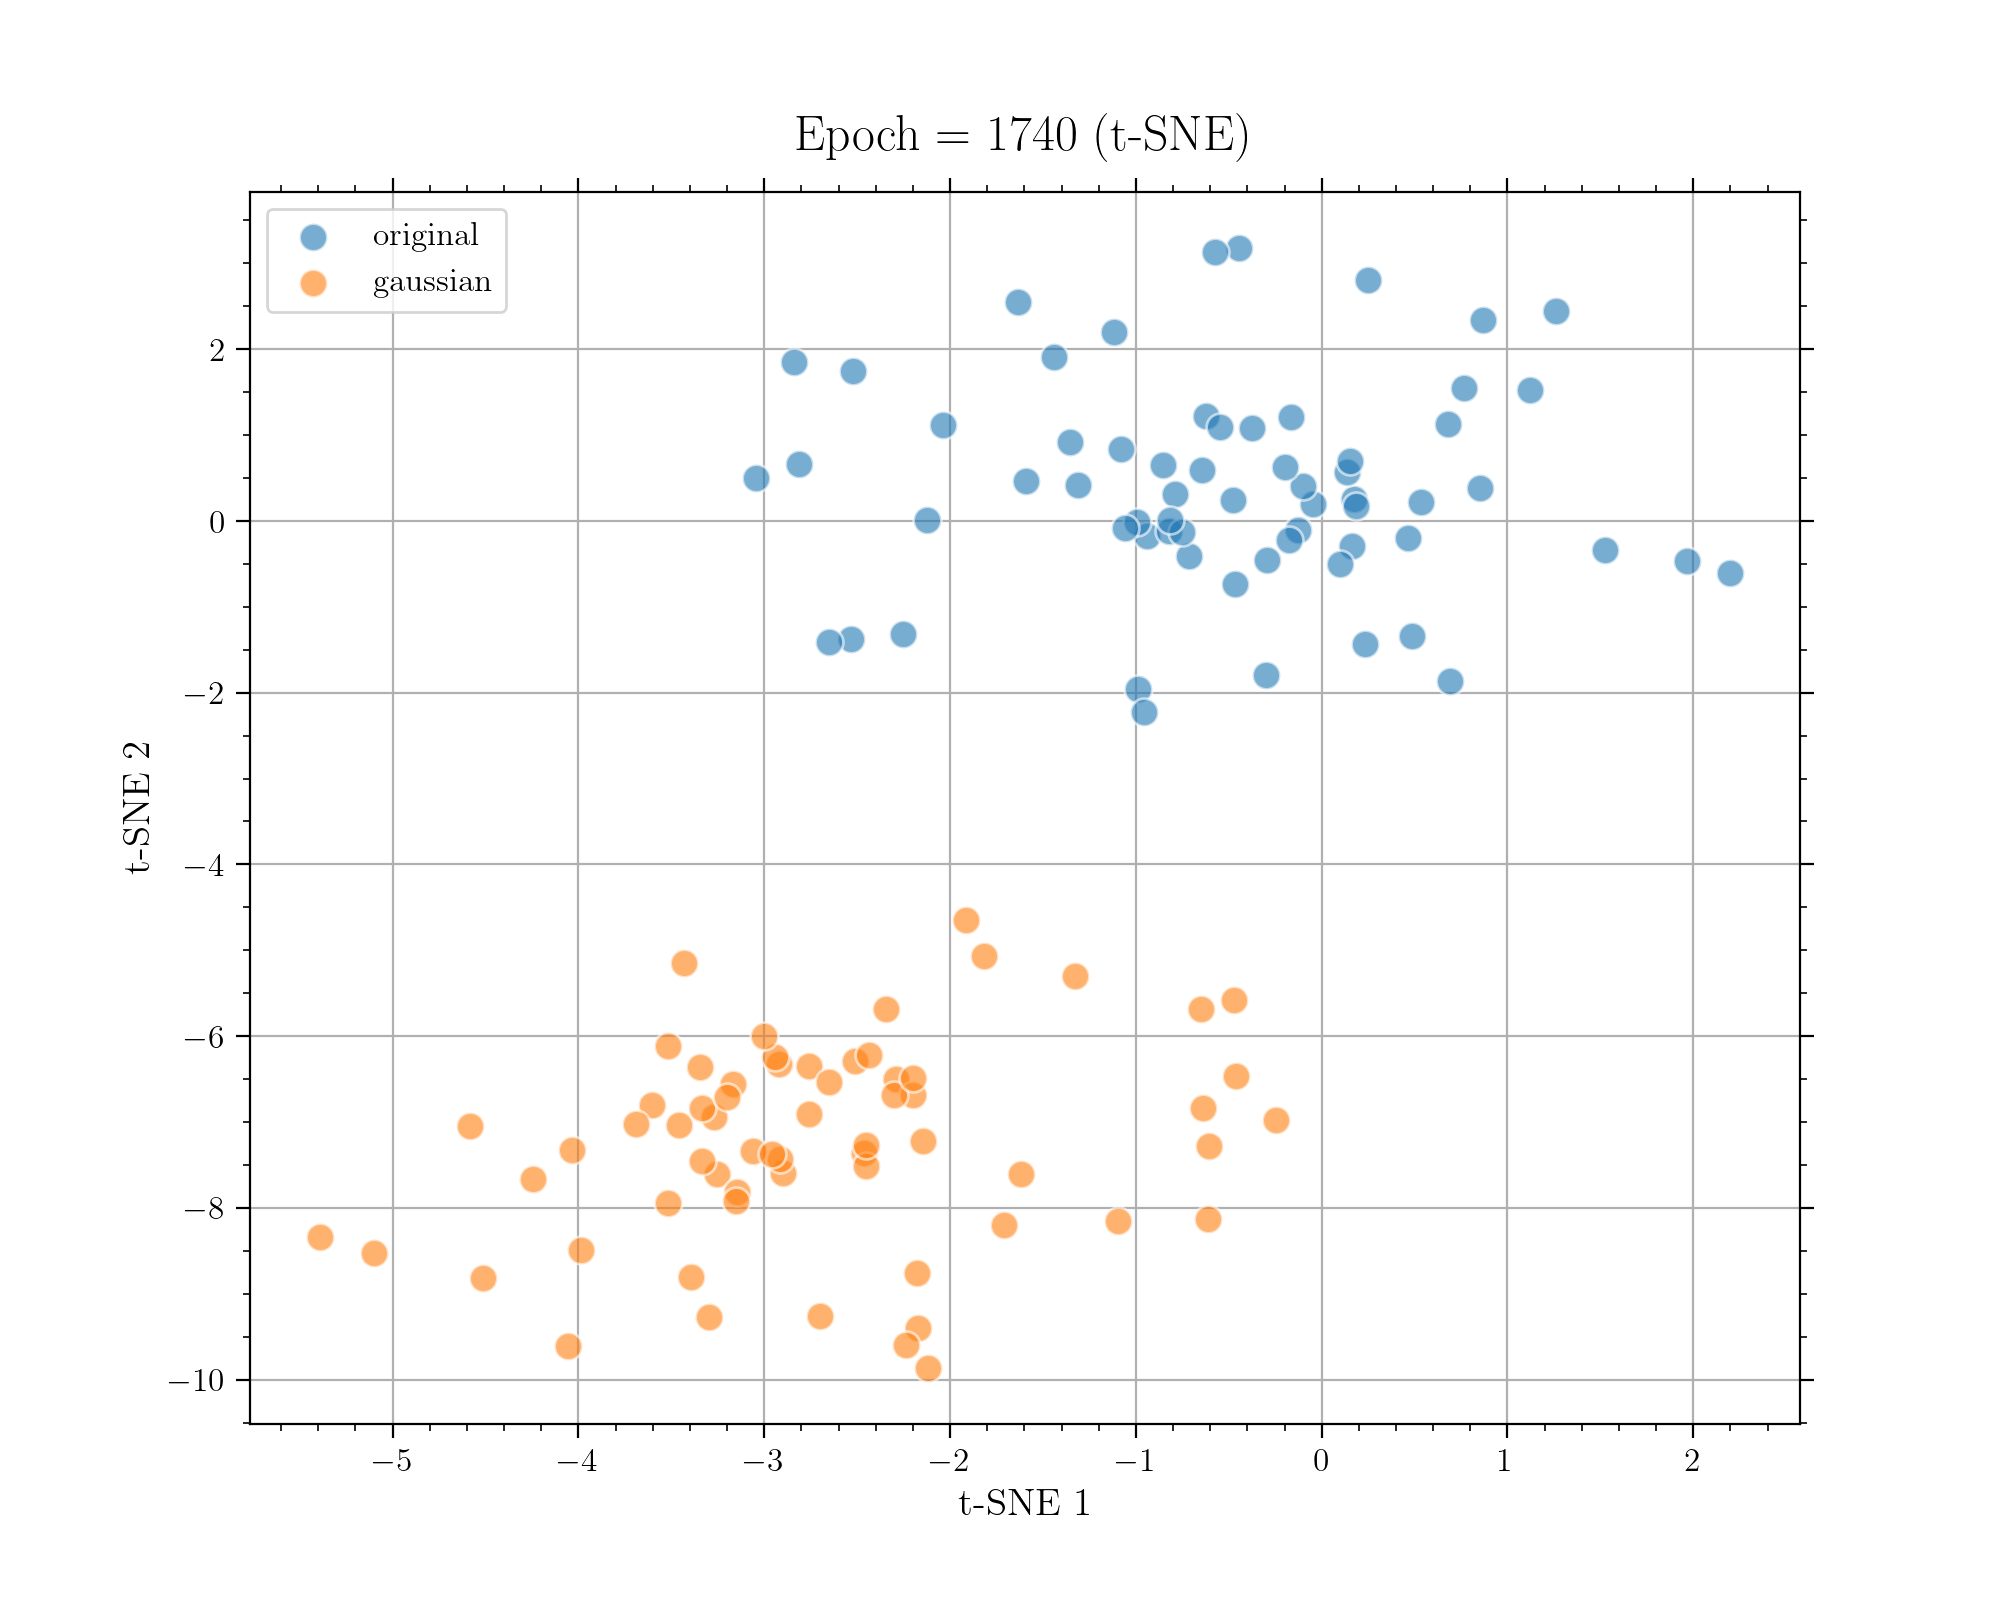 Epoch = 1740 (t-SNE)
original
gaussian
2
0
−2
−4
−6
−8
−10
t-SNE 2
−5 −4 −3 −2 −1 0 1 2
t-SNE 1